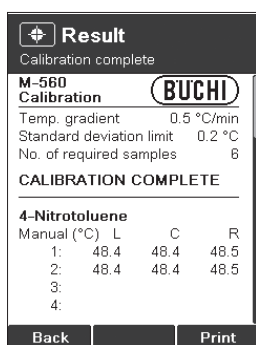 Result
Calibration complete
M-560
Calibration
BÜCHI
Temp. gradient 0.5 °C/min
Standard deviation limit 0.2 °C
No. of required samples 6
CALIBRATION COMPLETE
4-Nitrotoluene
Manual (°C) L C R
1: 48.4 48.4 48.5
2: 48.4 48.4 48.5
3:
4:
Back Print